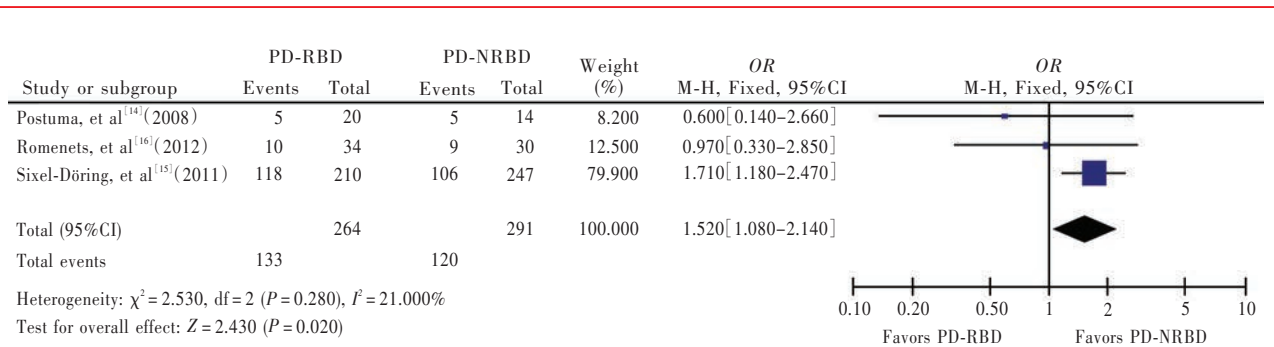 PD-RBD PD-NRBD Weight OR OR
Study or subgroup Events Total Events Total (%) M-H, Fixed, 95%CI M-H, Fixed, 95%CI
Postuma, et al[14](2008) 5 20 5 14 8.200 0.600[0.140-2.660]
Romenets, et al[16](2012) 10 34 9 30 12.500 0.970[0.330-2.850]
Sixel-Döring, et al[15](2011) 118 210 106 247 79.900 1.710[1.180-2.470]
Total (95%CI) 264 291 100.000 1.520[1.080-2.140]
Total events 133 120
Heterogeneity: χ²=2.530, df=2 (P=0.280), I²=21.000%
Test for overall effect: Z=2.430 (P=0.020)
0.10 0.20 0.50 1 2 5 10
Favors PD-RBD Favors PD-NRBD